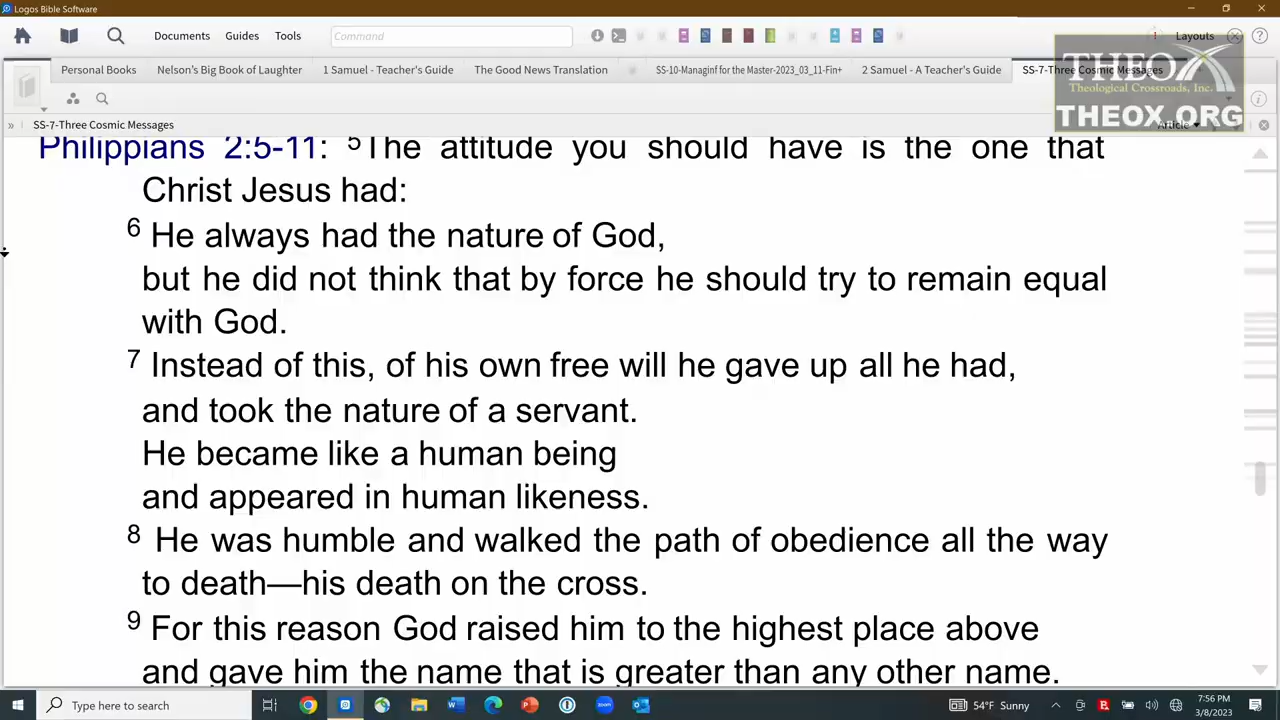 Logos Bible Software
Documents Guides Tools Command Layouts
Personal Books Nelson's Big Book of Laughter 1 Samuel Teach The Good News Translation SS-10-Managinf for the Master-2023_03_11-Fin+ 2 Samuel - A Teacher's Guide SS-7-Three Cosmic Messages
THEOX
Theological Crossroads, Inc.
THEOX.ORG
» SS-7-Three Cosmic Messages Article
Philippians 2:5-11: 5The attitude you should have is the one that
Christ Jesus had:
6 He always had the nature of God,
but he did not think that by force he should try to remain equal
with God.
7 Instead of this, of his own free will he gave up all he had,
and took the nature of a servant.
He became like a human being
and appeared in human likeness.
8 He was humble and walked the path of obedience all the way
to death—his death on the cross.
9 For this reason God raised him to the highest place above
and gave him the name that is greater than any other name.
Type here to search 54°F Sunny 7:56 PM
3/8/2023